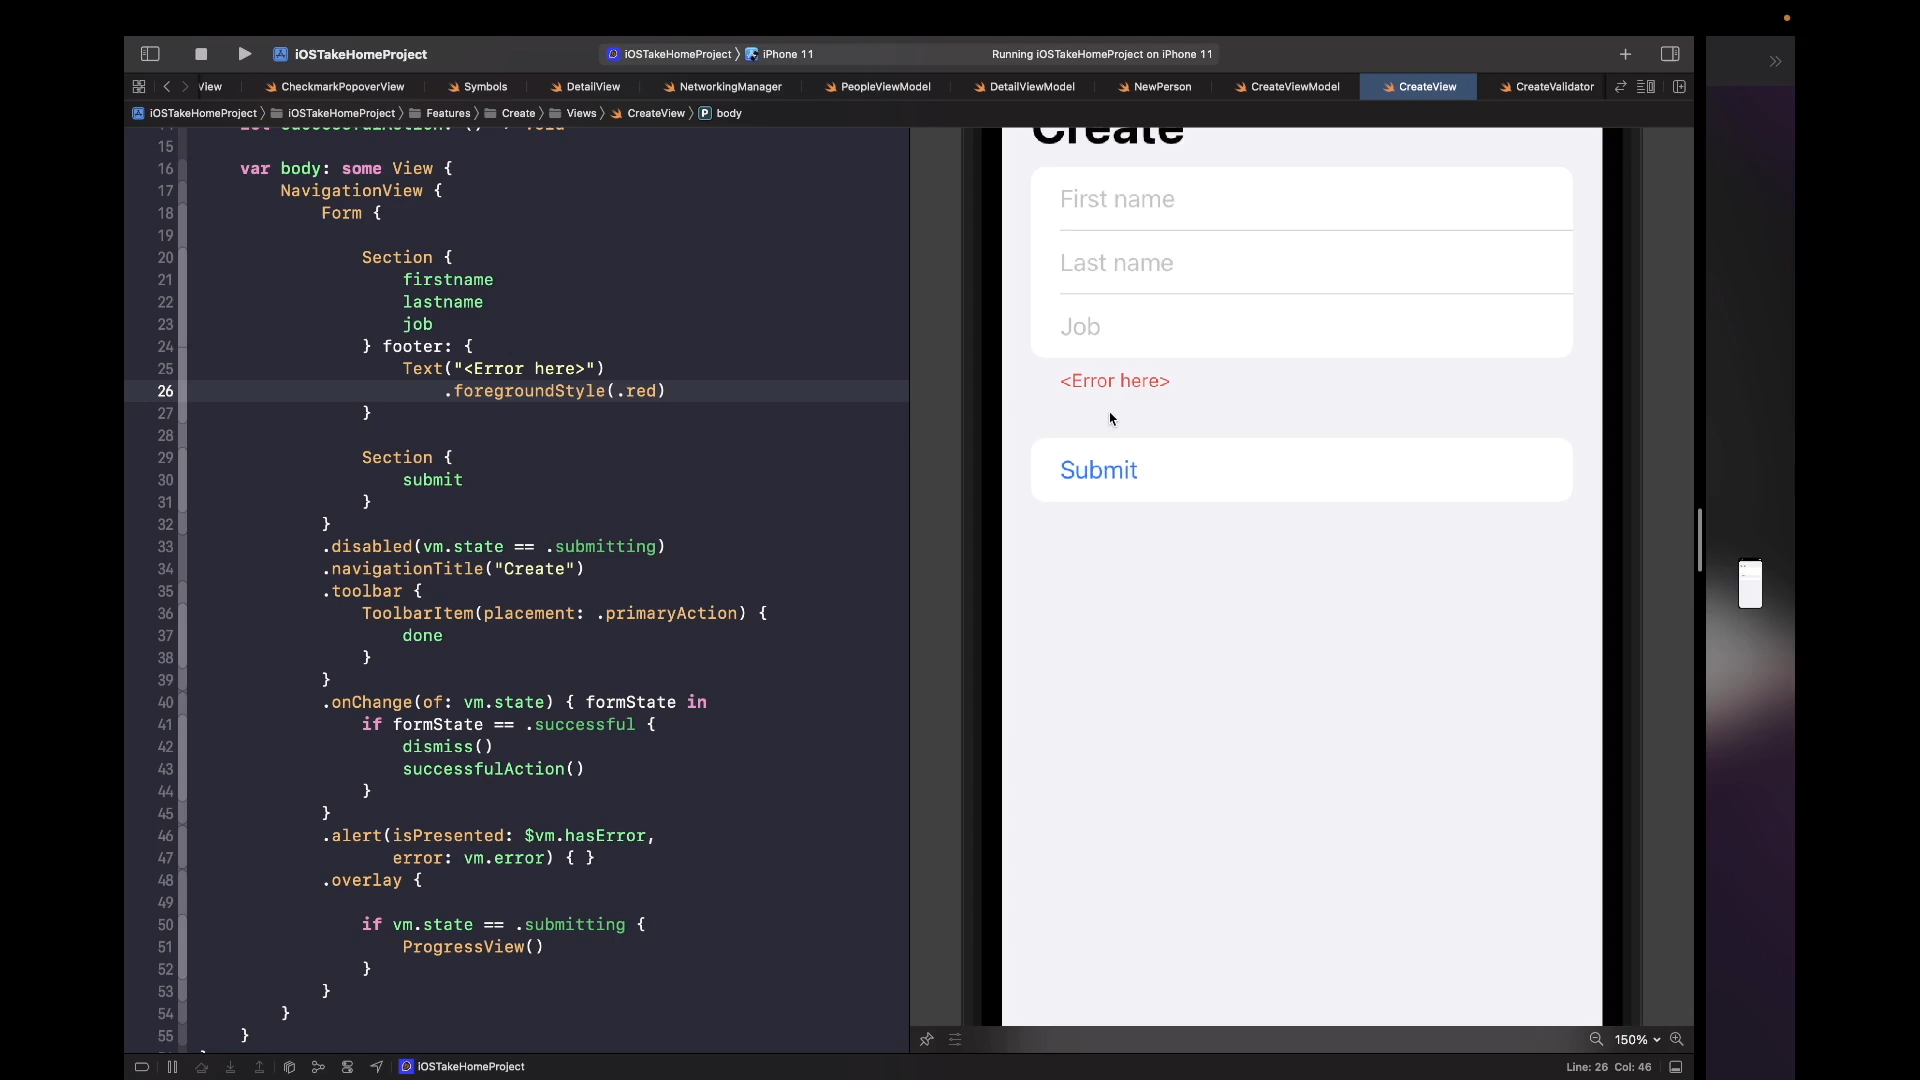 iOSTakeHomeProject
iOSTakeHomeProject 〉 iPhone 11
Running iOSTakeHomeProject on iPhone 11
View
CheckmarkPopoverView
Symbols
DetailView
NetworkingManager
PeopleViewModel
DetailViewModel
NewPerson
CreateViewModel
CreateView
CreateValidator
iOSTakeHomeProject 〉 iOSTakeHomeProject 〉 Features 〉 Create 〉 Views 〉 CreateView 〉 P body
14 let successfulAction: () -> Void
15
16 var body: some View {
17 NavigationView {
18 Form {
19
20 Section {
21 firstname
22 lastname
23 job
24 } footer: {
25 Text("<Error here>")
26 .foregroundStyle(.red)
27 }
28
29 Section {
30 submit
31 }
32 }
33 .disabled(vm.state == .submitting)
34 .navigationTitle("Create")
35 .toolbar {
36 ToolbarItem(placement: .primaryAction) {
37 done
38 }
39 }
40 .onChange(of: vm.state) { formState in
41 if formState == .successful {
42 dismiss()
43 successfulAction()
44 }
45 }
46 .alert(isPresented: $vm.hasError,
47 error: vm.error) { }
48 .overlay {
49
50 if vm.state == .submitting {
51 ProgressView()
52 }
53 }
54 }
55 }
Create
First name
Last name
Job
<Error here>
Submit
150%
iOSTakeHomeProject
Line: 26 Col: 46